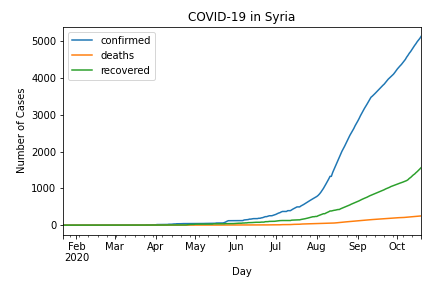 COVID-19 in Syria
confirmed
deaths
recovered
Number of Cases
5000
4000
3000
2000
1000
0
Feb Mar Apr May Jun Jul Aug Sep Oct
2020
Day